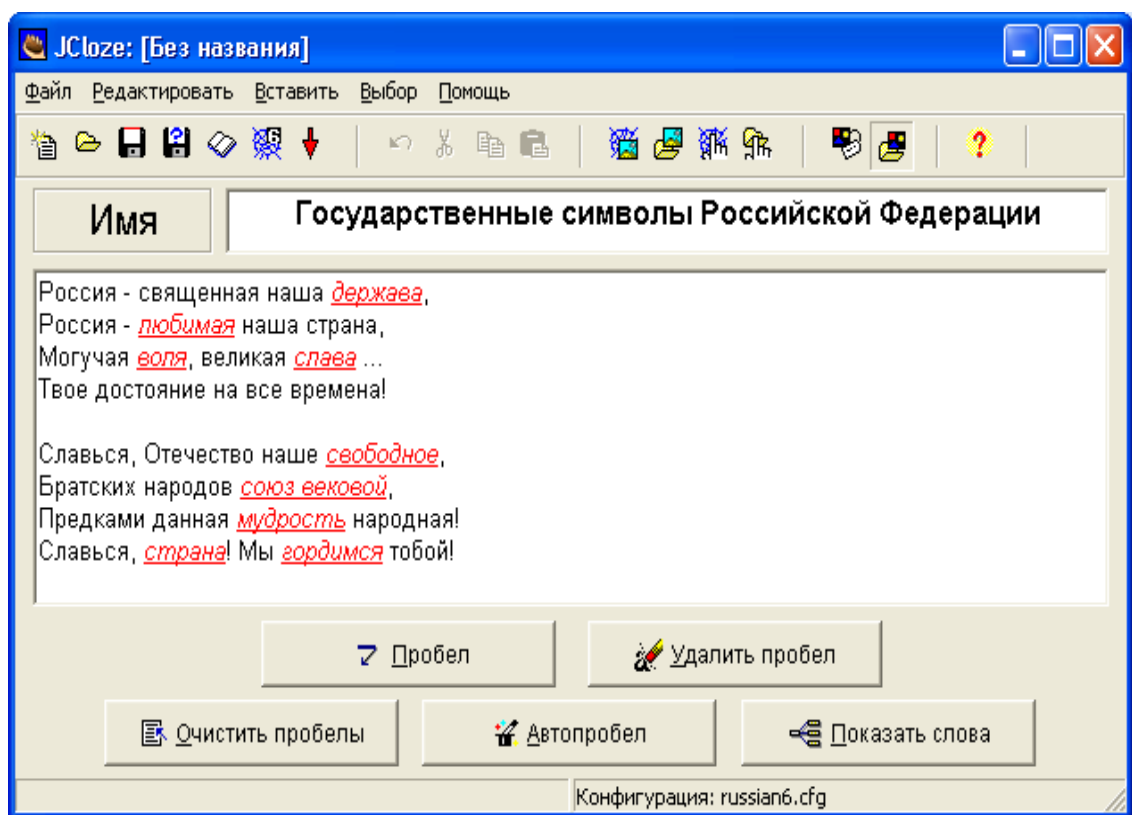 JCloze: [Без названия]
Файл Редактировать Вставить Выбор Помощь
Имя
Государственные символы Российской Федерации
Россия - священная наша держава,
Россия - любимая наша страна,
Могучая воля, великая слава ...
Твое достояние на все времена!
Славься, Отечество наше свободное,
Братских народов союз вековой,
Предками данная мудрость народная!
Славься, страна! Мы гордимся тобой!
Пробел
Удалить пробел
Очистить пробелы
Автопробел
Показать слова
Конфигурация: russian6.cfg